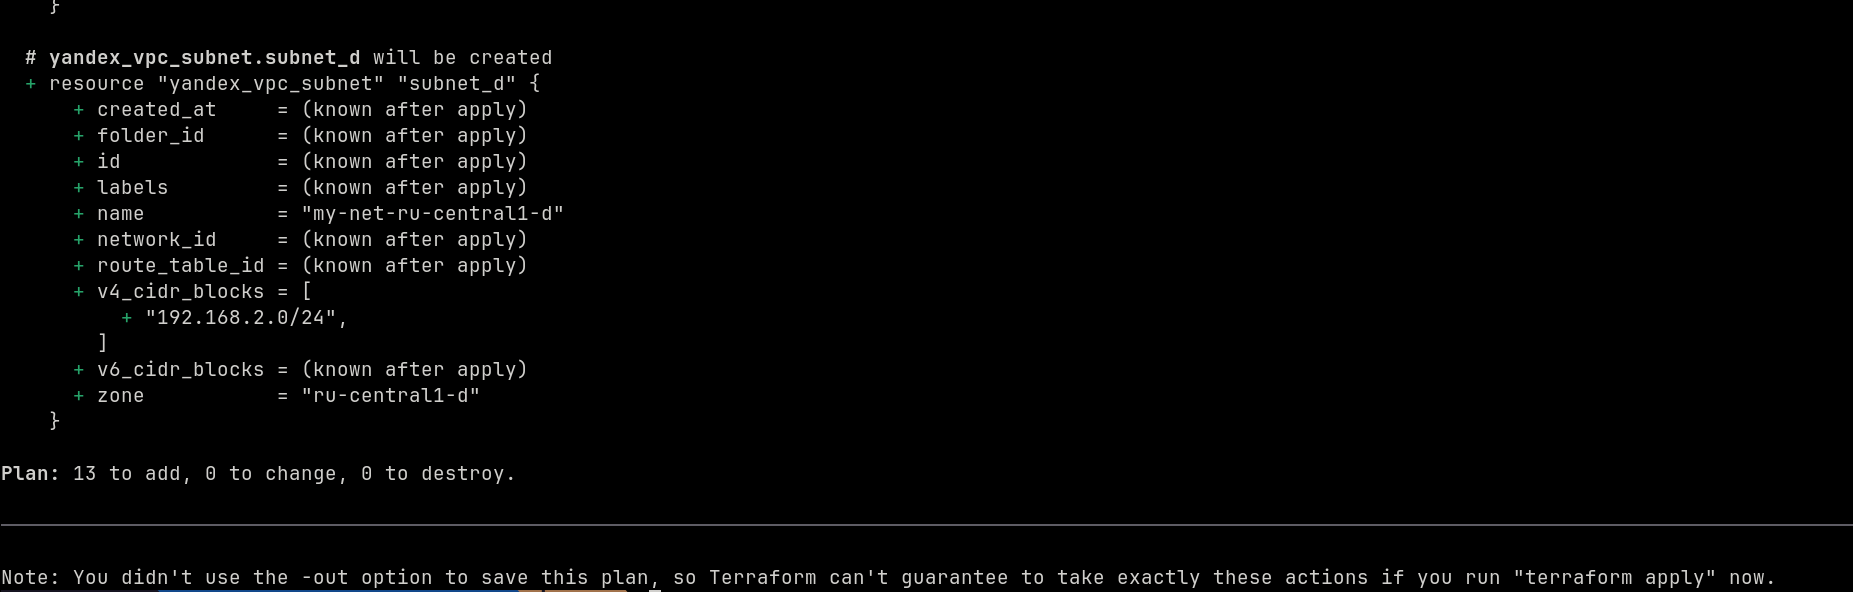 }
# yandex_vpc_subnet.subnet_d will be created
+ resource "yandex_vpc_subnet" "subnet_d" {
+ created_at     = (known after apply)
+ folder_id      = (known after apply)
+ id             = (known after apply)
+ labels         = (known after apply)
+ name           = "my-net-ru-central1-d"
+ network_id     = (known after apply)
+ route_table_id = (known after apply)
+ v4_cidr_blocks = [
+ "192.168.2.0/24",
]
+ v6_cidr_blocks = (known after apply)
+ zone           = "ru-central1-d"
}
Plan: 13 to add, 0 to change, 0 to destroy.
Note: You didn't use the -out option to save this plan, so Terraform can't guarantee to take exactly these actions if you run "terraform apply" now.